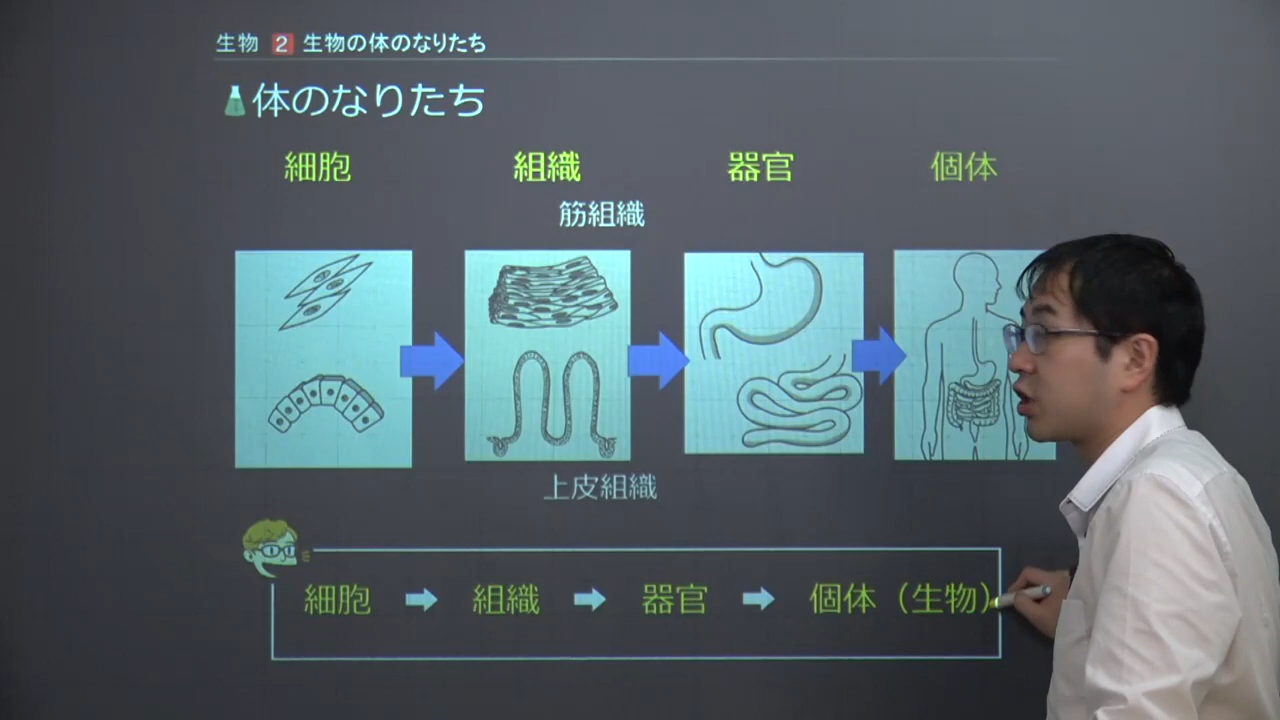 生物 2 生物の体のなりたち
体のなりたち
細胞 組織 器官 個体
筋組織
上皮組織
細胞 → 組織 → 器官 → 個体（生物）